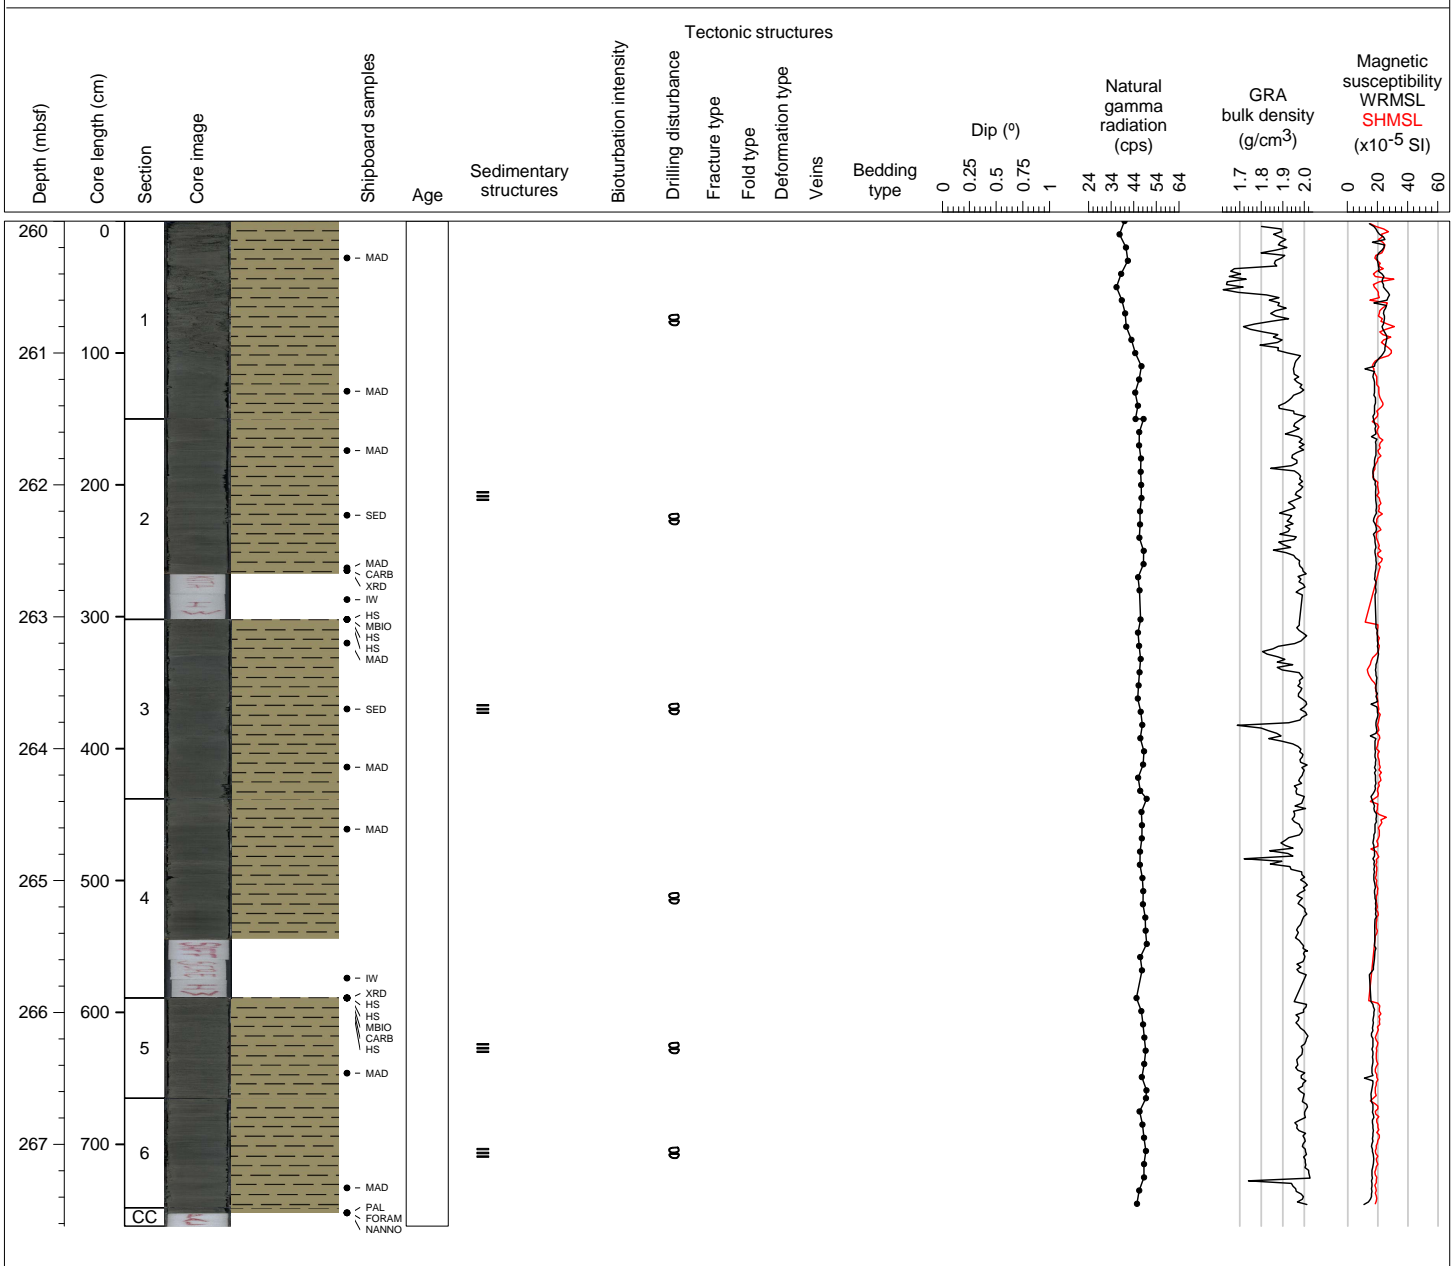 Tectonic structures
Depth (mbsf)
Core length (cm)
Section
Core image
Shipboard samples
Age
Sedimentary
structures
Bioturbation intensity
Drilling disturbance
Fracture type
Fold type
Deformation type
Veins
Bedding
type
Dip (º)
0 0.25 0.5 0.75 1
Natural
gamma
radiation
(cps)
24 34 44 54 64
GRA
bulk density
(g/cm3)
1.7 1.8 1.9 2.0
Magnetic
susceptibility
WRMSL
SHMSL
(x10-5 SI)
0 20 40 60
260 0
MAD
1
261 100
MAD
MAD
262 200
2
SED
MAD
CARB
XRD
IW
263 300
HS
MBIO
HS
HS
MAD
3
SED
264 400
MAD
MAD
265 500
4
IW
XRD
266 600
HS
HS
MBIO
CARB
HS
5
MAD
267 700
6
MAD
PAL
CC
FORAM
NANNO